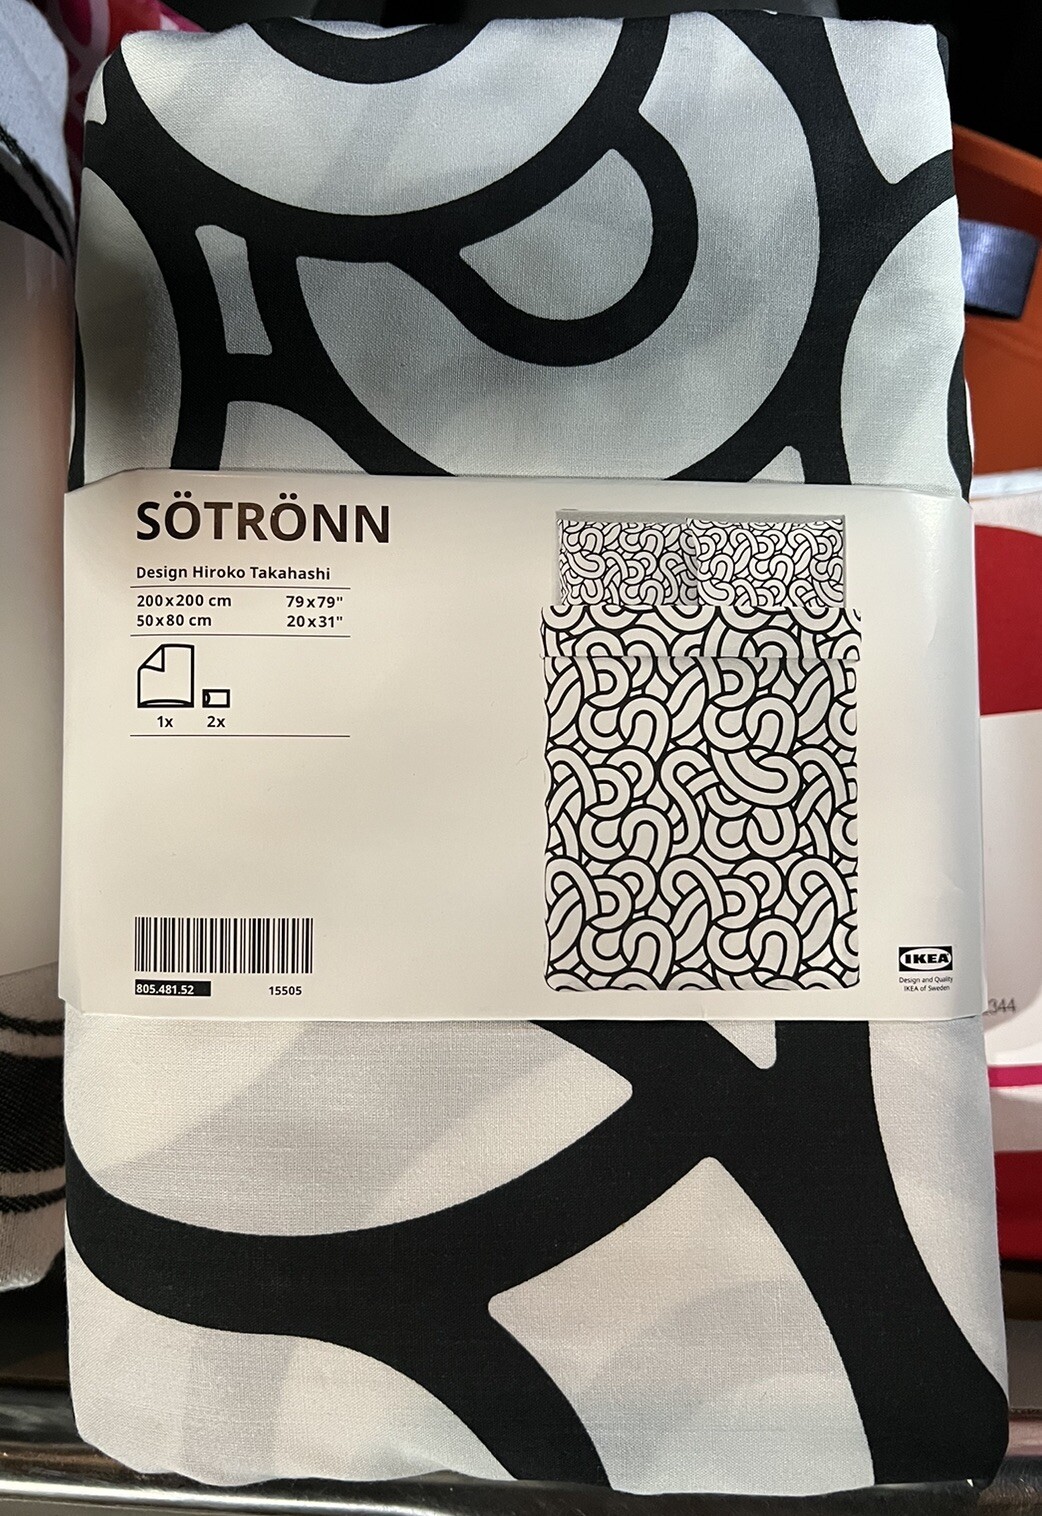 SÖTRÖNN
Design Hiroko Takahashi
200x200 cm 79x79"
50x80 cm 20x31"
1x 2x
805.481.52 15505
IKEA
Design and Quality
IKEA of Sweden
344